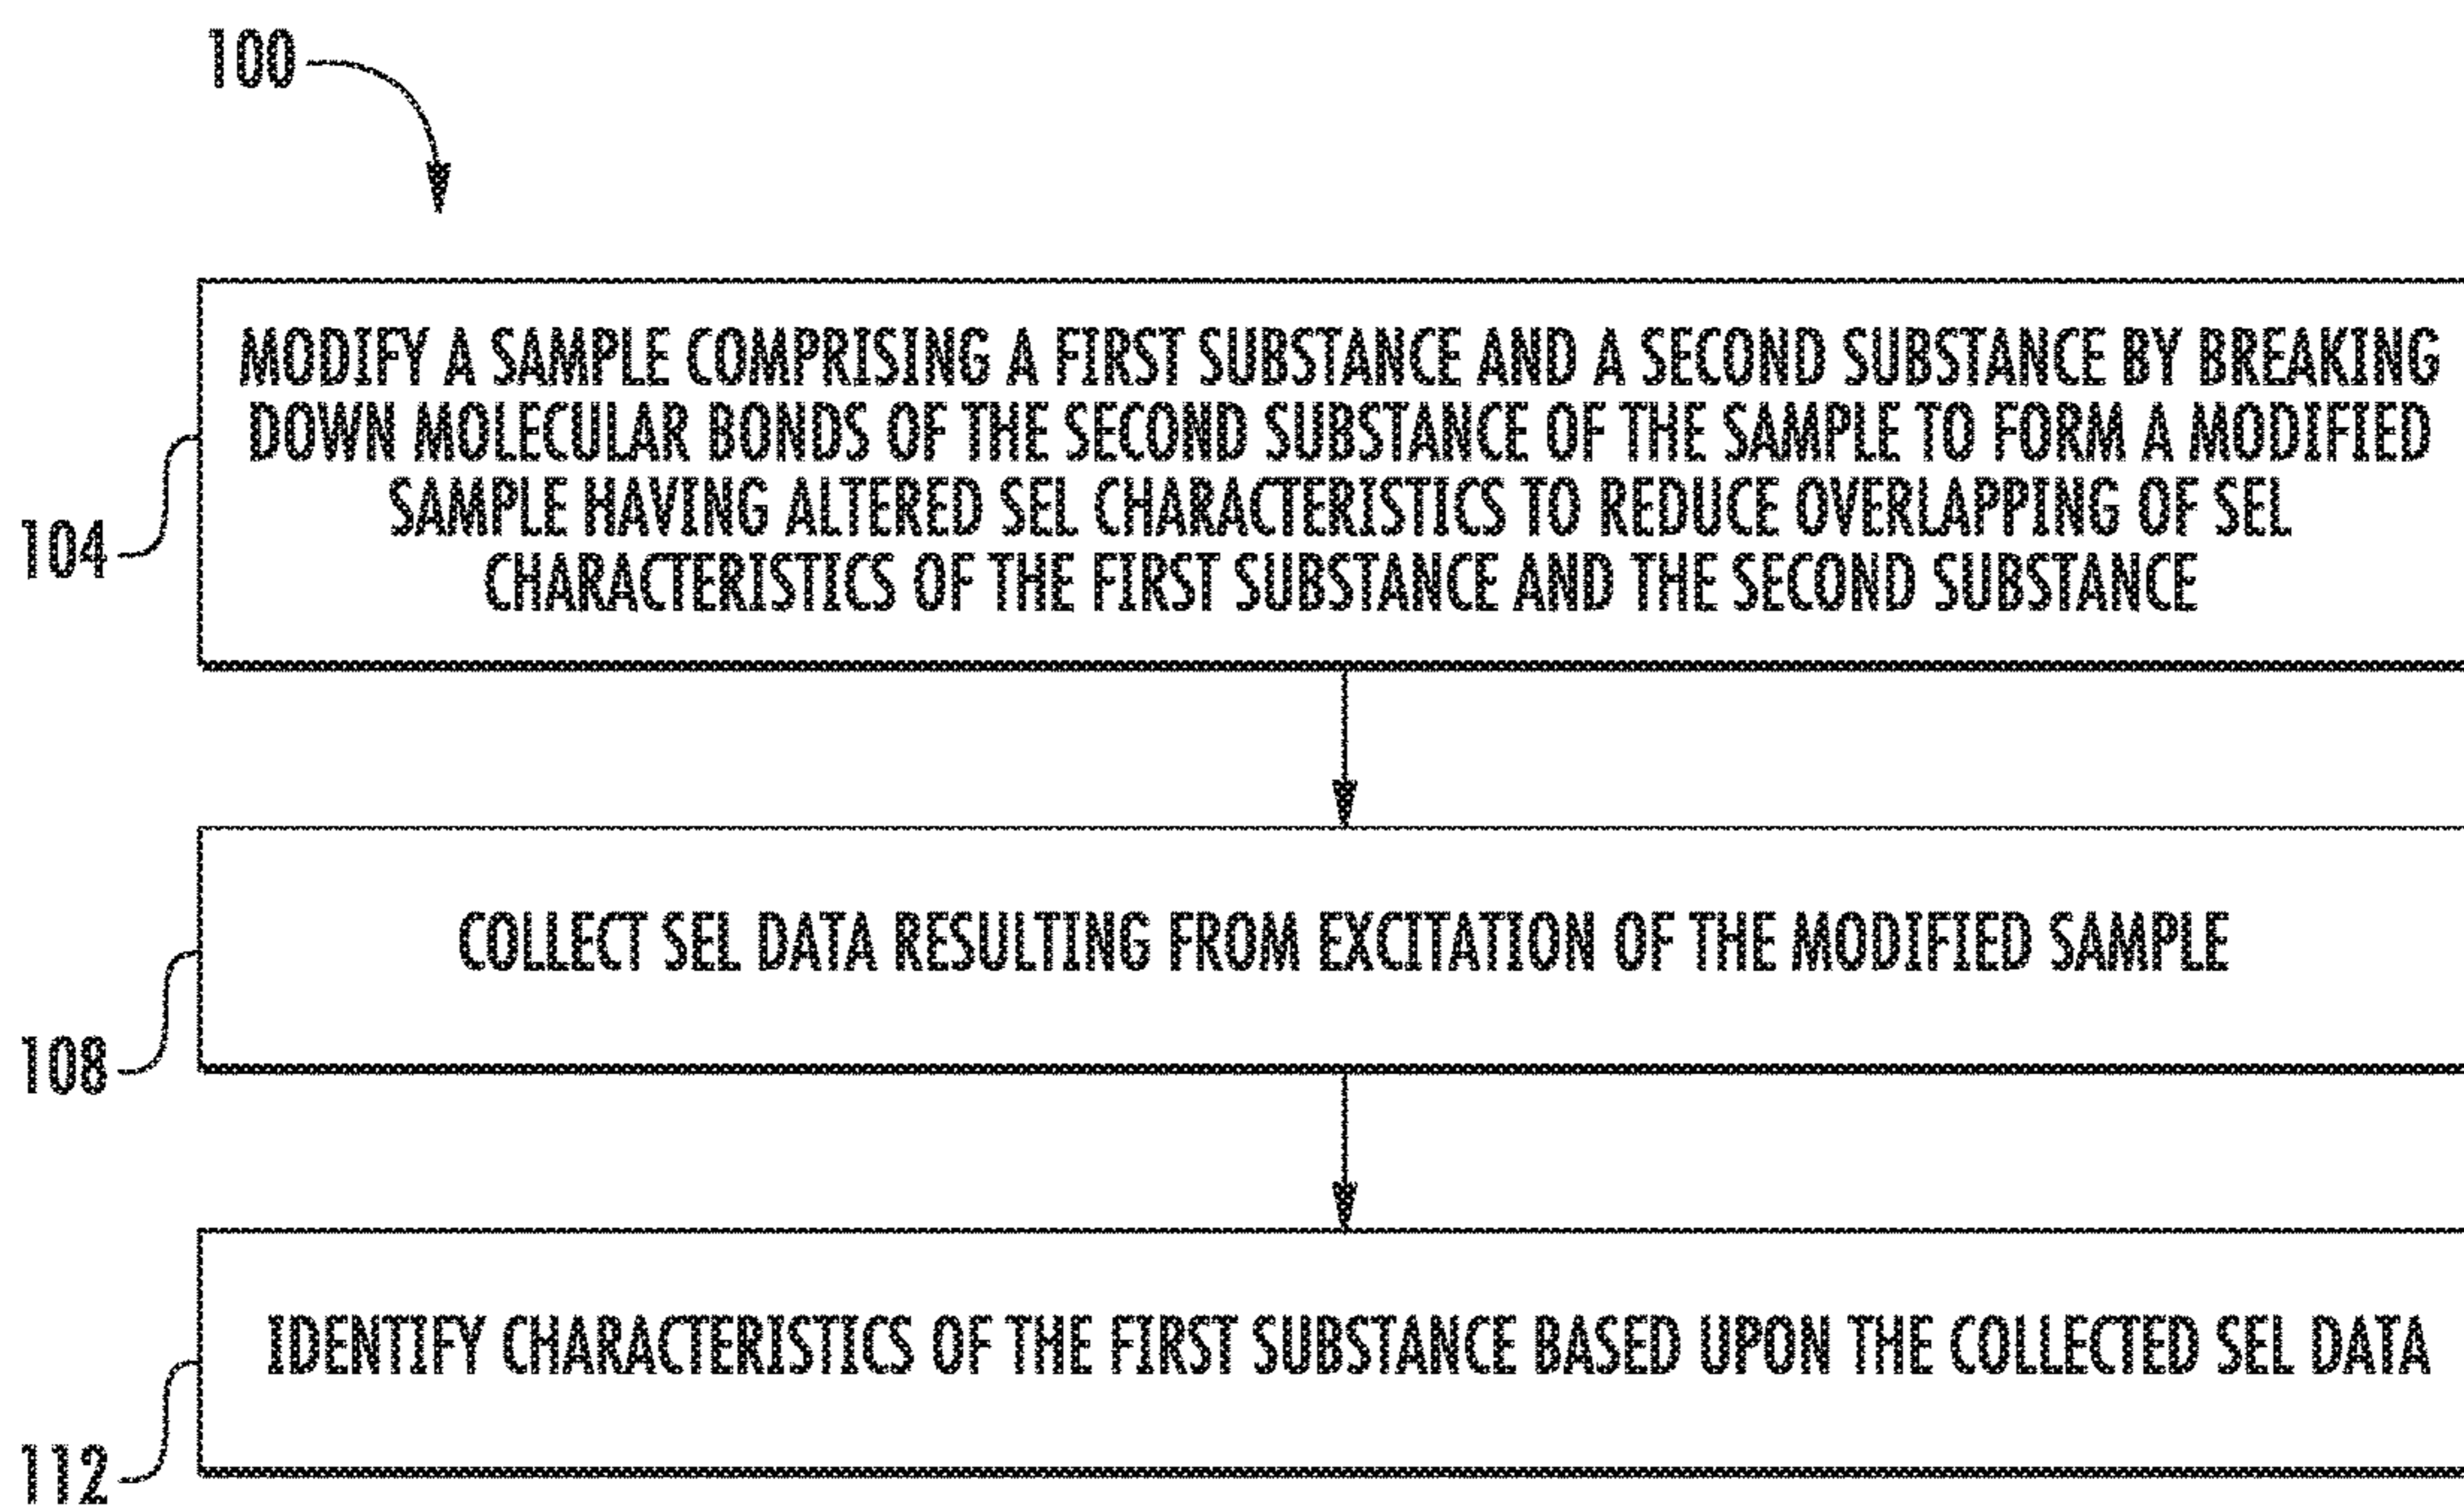 100
MODIFY A SAMPLE COMPRISING A FIRST SUBSTANCE AND A SECOND SUBSTANCE BY BREAKING
DOWN MOLECULAR BONDS OF THE SECOND SUBSTANCE OF THE SAMPLE TO FORM A MODIFIED
SAMPLE HAVING ALTERED SEL CHARACTERISTICS TO REDUCE OVERLAPPING OF SEL
CHARACTERISTICS OF THE FIRST SUBSTANCE AND THE SECOND SUBSTANCE
104
COLLECT SEL DATA RESULTING FROM EXCITATION OF THE MODIFIED SAMPLE
108
IDENTIFY CHARACTERISTICS OF THE FIRST SUBSTANCE BASED UPON THE COLLECTED SEL DATA
112